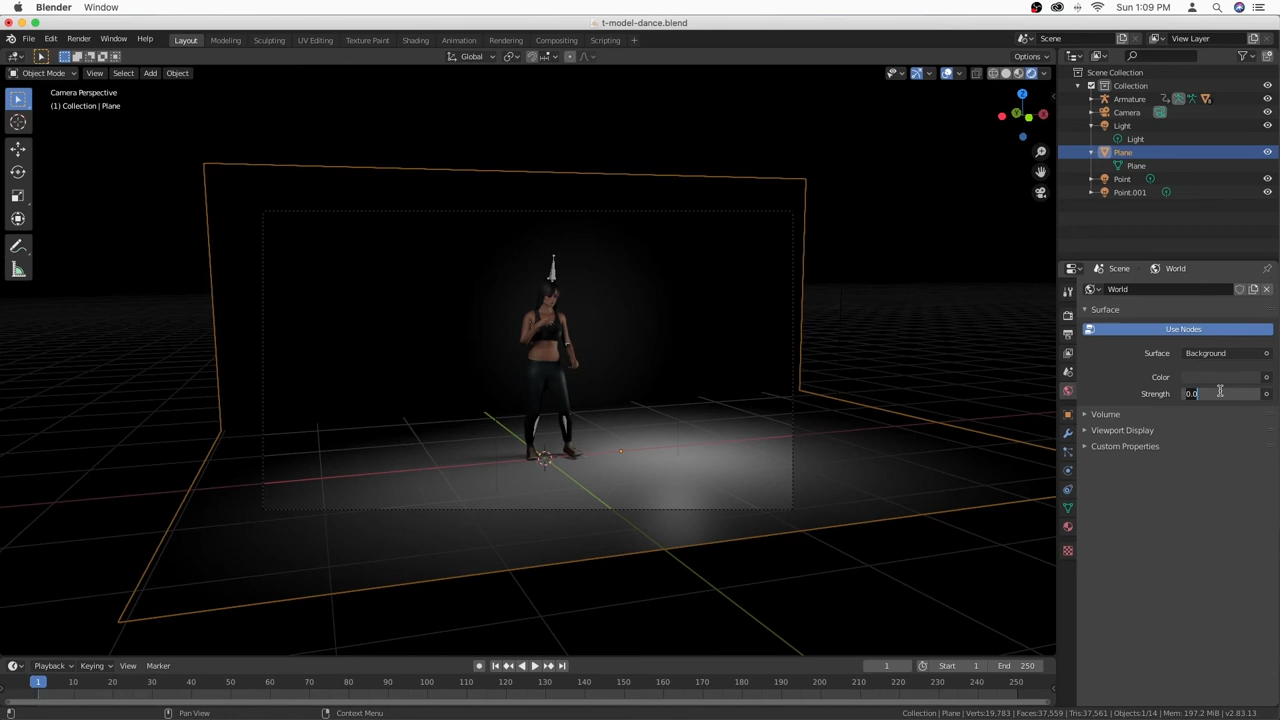 Blender Window Sun 1:09 PM
t-model-dance.blend
File Edit Render Window Help Layout Modeling Sculpting UV Editing Texture Paint Shading Animation Rendering Compositing Scripting + Scene View Layer
Global Options
Object Mode View Select Add Object
Camera Perspective
(1) Collection | Plane
Z
Scene Collection
Collection
Armature
Camera
Light
Light
Plane
Plane
Point
Point.001
Scene World
World
Surface
Use Nodes
Surface Background
Color
Strength 0.0
Volume
Viewport Display
Custom Properties
Playback Keying View Marker 1 Start 1 End 250
1 10 20 30 40 50 60 70 80 90 100 110 120 130 140 150 160 170 180 190 200 210 220 230 240 250
Pan View Context Menu Collection | Plane | Verts:19,783 | Faces:37,559 | Tris:37,561 | Objects:1/14 | Mem: 197.2 MiB | v2.83.13